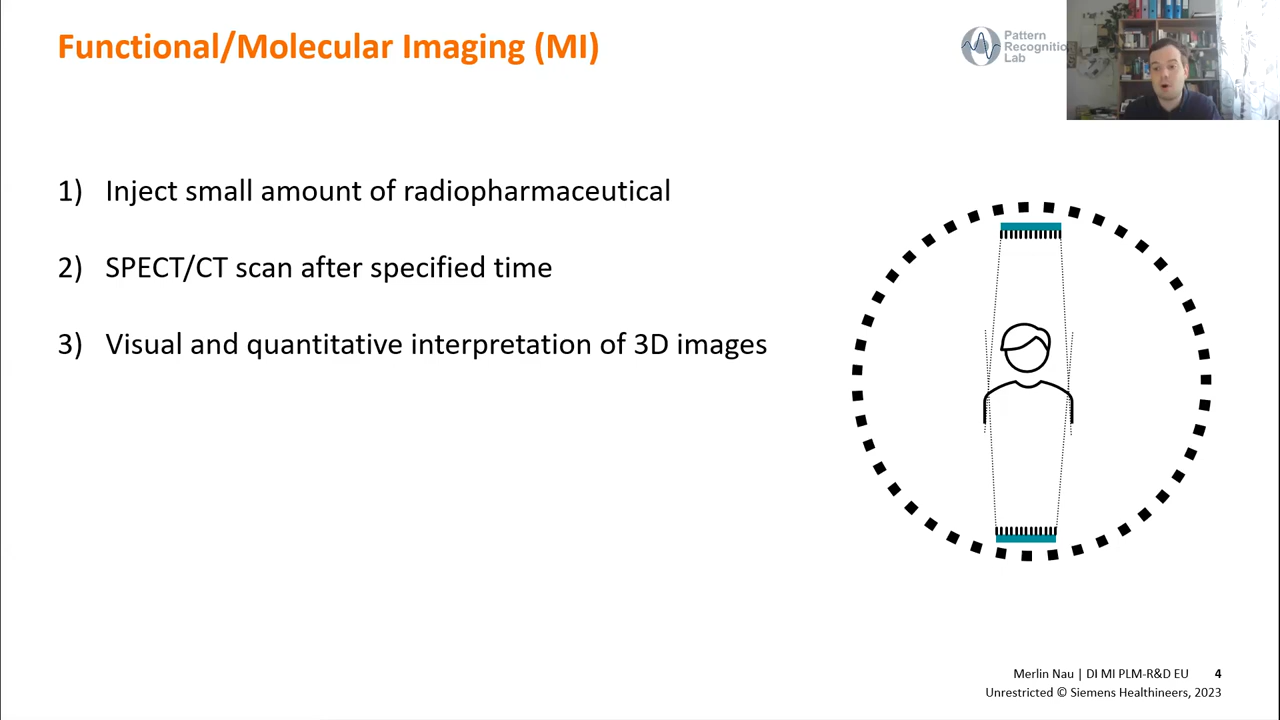 Functional/Molecular Imaging (MI)
Pattern
Recognition
Lab
1) Inject small amount of radiopharmaceutical
2) SPECT/CT scan after specified time
3) Visual and quantitative interpretation of 3D images
Merlin Nau | DI MI PLM-R&D EU 4
Unrestricted © Siemens Healthineers, 2023